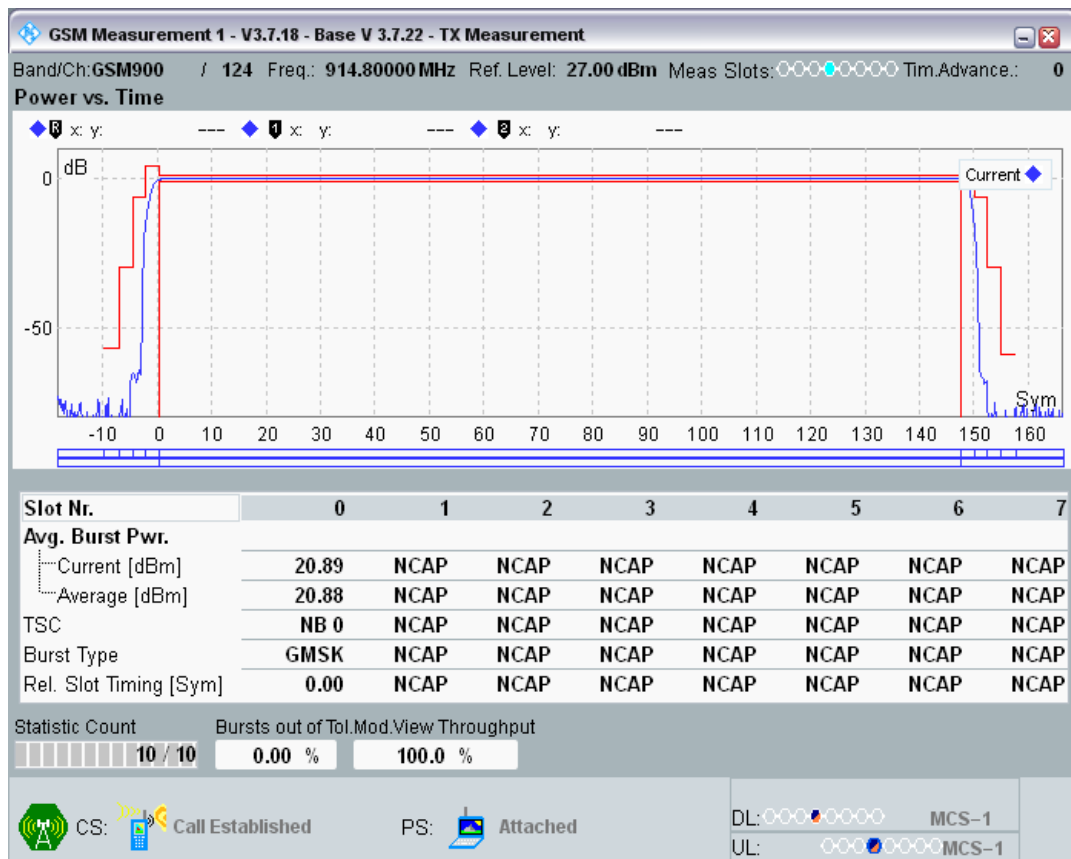 GSM Measurement 1 - V3.7.18 - Base V 3.7.22 - TX Measurement
Band/Ch:GSM900 / 124 Freq.: 914.80000 MHz Ref. Level: 27.00 dBm Meas Slots: Tim.Advance.: 0
Power vs. Time
R x: y: --- 1 x: y: --- 2 x: y: ---
dB
Current
0
-50
Sym
-10 0 10 20 30 40 50 60 70 80 90 100 110 120 130 140 150 160
Slot Nr. 0 1 2 3 4 5 6 7
Avg. Burst Pwr.
Current [dBm] 20.89 NCAP NCAP NCAP NCAP NCAP NCAP NCAP
Average [dBm] 20.88 NCAP NCAP NCAP NCAP NCAP NCAP NCAP
TSC NB 0 NCAP NCAP NCAP NCAP NCAP NCAP NCAP
Burst Type GMSK NCAP NCAP NCAP NCAP NCAP NCAP NCAP
Rel. Slot Timing [Sym] 0.00 NCAP NCAP NCAP NCAP NCAP NCAP NCAP
Statistic Count Bursts out of Tol.Mod.View Throughput
10 / 10 0.00 % 100.0 %
CS: Call Established PS: Attached
DL: MCS-1
UL: MCS-1